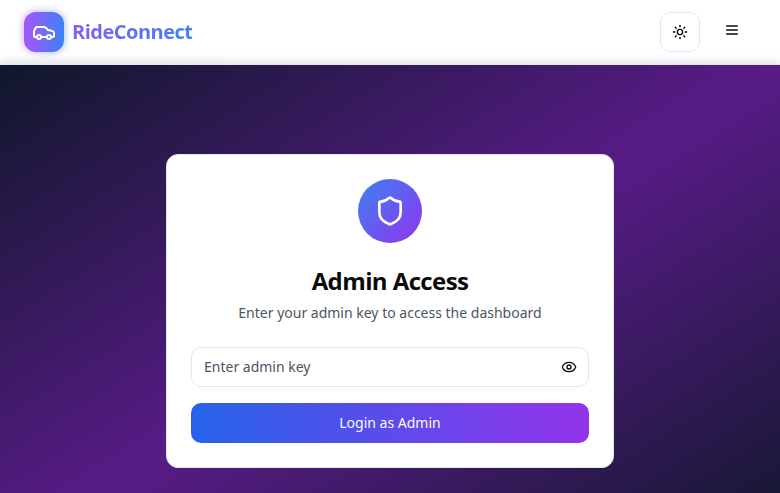 RideConnect
Admin Access
Enter your admin key to access the dashboard
Enter admin key
Login as Admin